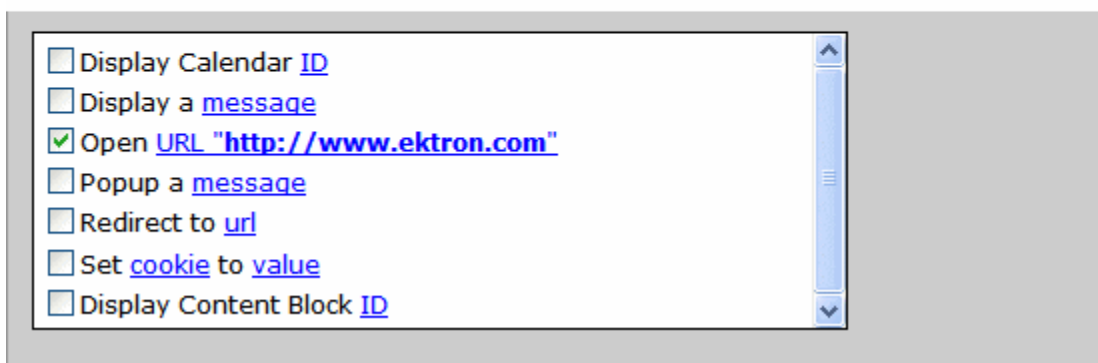 Display Calendar ID
Display a message
Open URL "http://www.ektron.com"
Popup a message
Redirect to url
Set cookie to value
Display Content Block ID